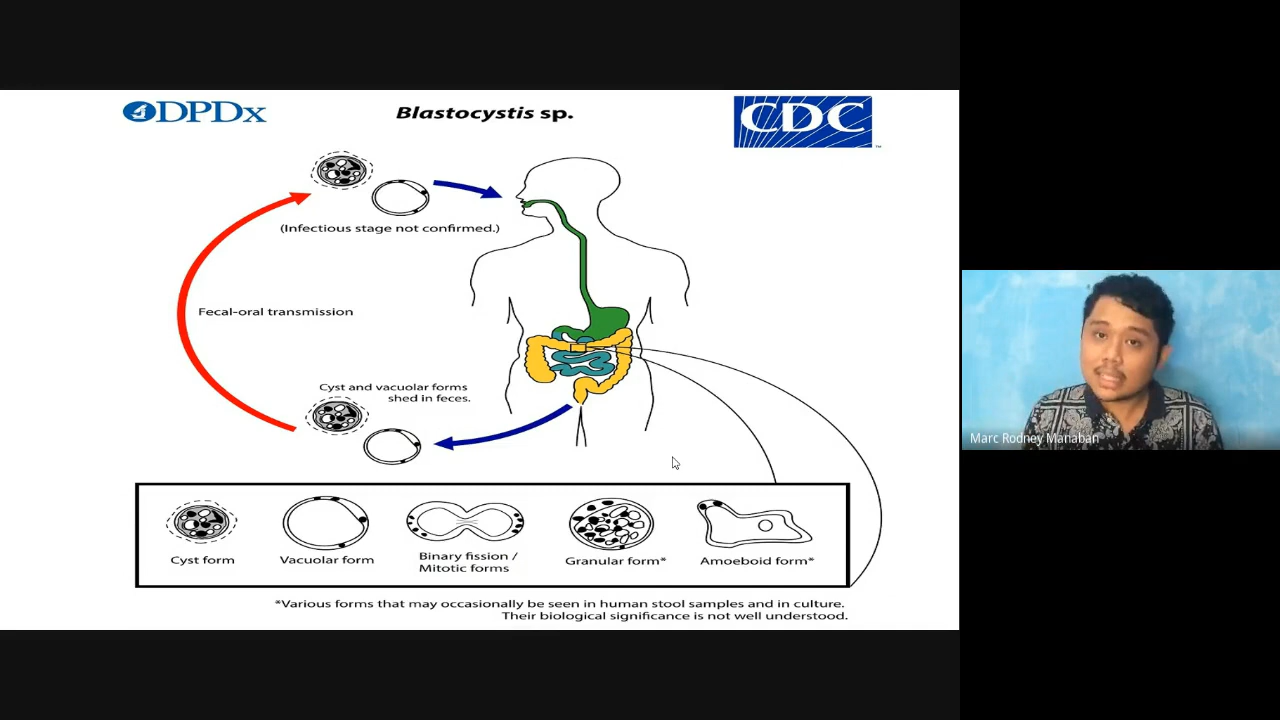 DPDx
Blastocystis sp.
CDC
TM
(Infectious stage not confirmed.)
Fecal-oral transmission
Cyst and vacuolar forms
shed in feces.
Marc Rodney Manaban
Cyst form
Vacuolar form
Binary fission /
Mitotic forms
Granular form*
Amoeboid form*
*Various forms that may occasionally be seen in human stool samples and in culture.
Their biological significance is not well understood.